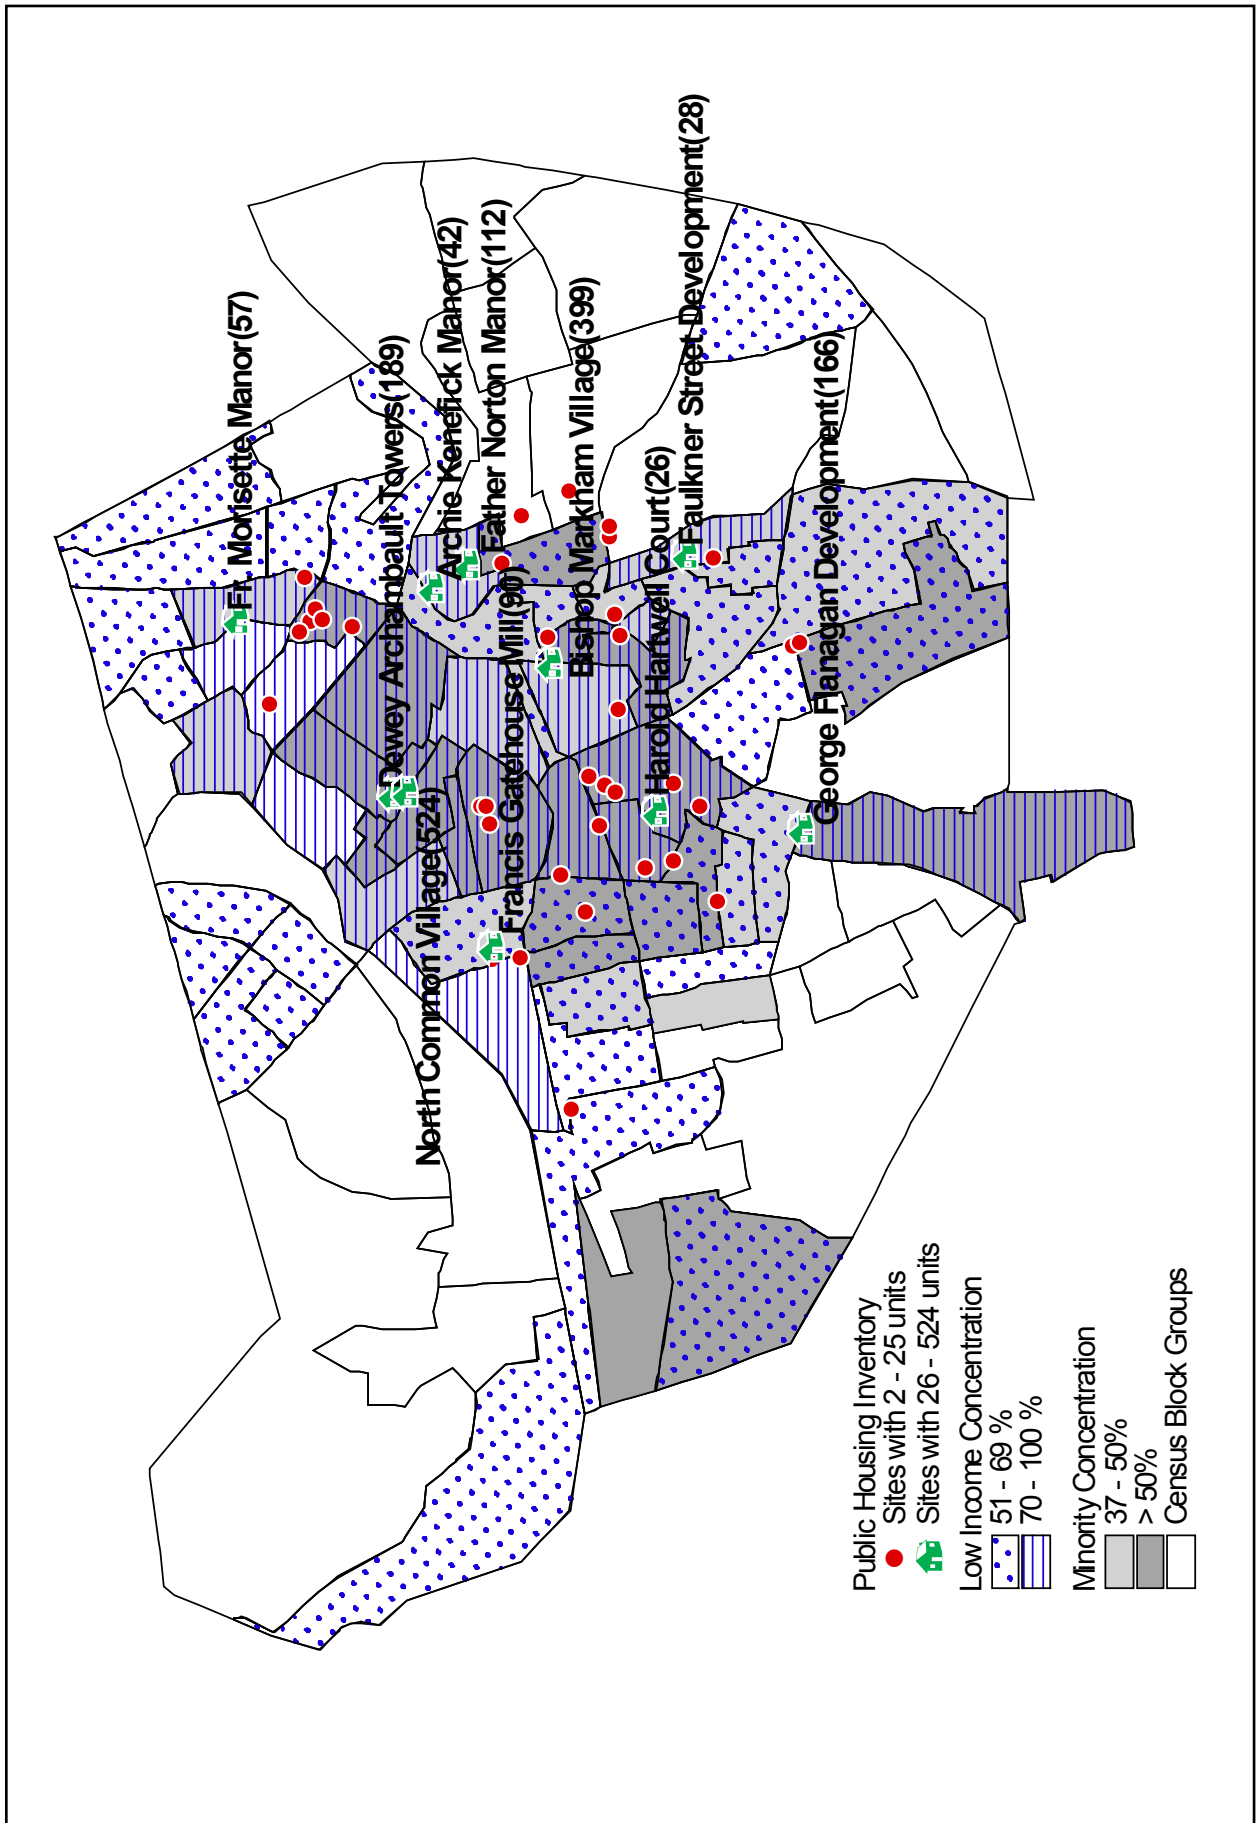 Fr. Morisette Manor(57)
Dewey Archambault Towers(189)
North Common Village(524)
Archie Kenefick Manor(42)
Father Norton Manor(112)
Francis Gatehouse Mill(90)
Bishop Markham Village(399)
Harold Hartwell Court(26)
Faulkner Street Development(28)
George Flanagan Development(166)
Public Housing Inventory
Sites with 2 - 25 units
Sites with 26 - 524 units
Low Income Concentration
51 - 69 %
70 - 100 %
Minority Concentration
37 - 50%
> 50%
Census Block Groups